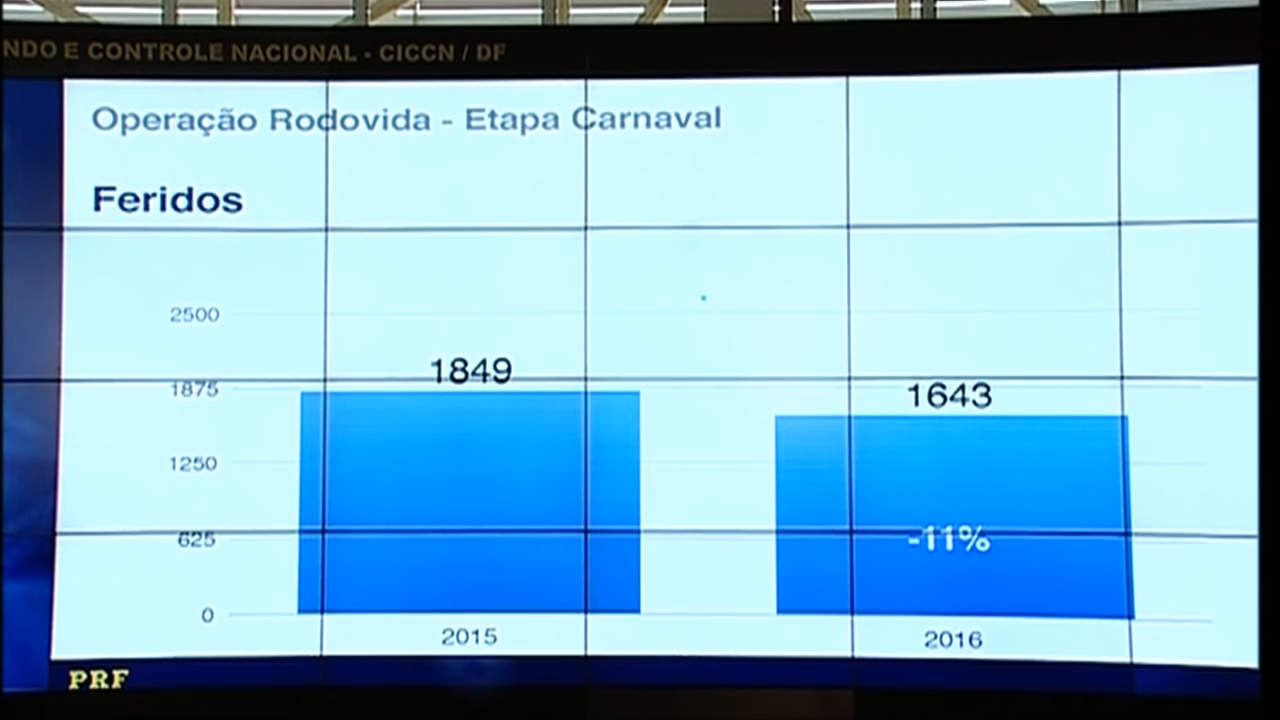 NDO E CONTROLE NACIONAL - CICCN / DF
Operação Rodovida - Etapa Carnaval
Feridos
2500
1849
1875
1643
1250
-11%
625
0
2015
2016
PRF